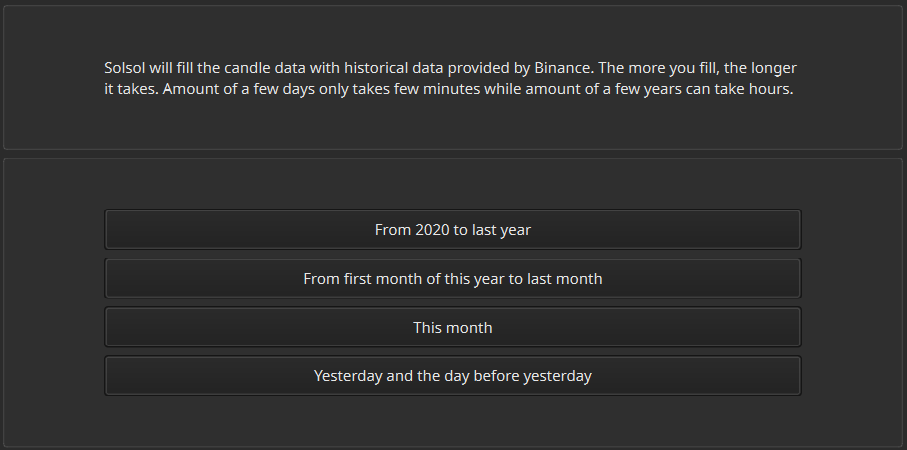 Solsol will fill the candle data with historical data provided by Binance. The more you fill, the longer
it takes. Amount of a few days only takes few minutes while amount of a few years can take hours.
From 2020 to last year
From first month of this year to last month
This month
Yesterday and the day before yesterday